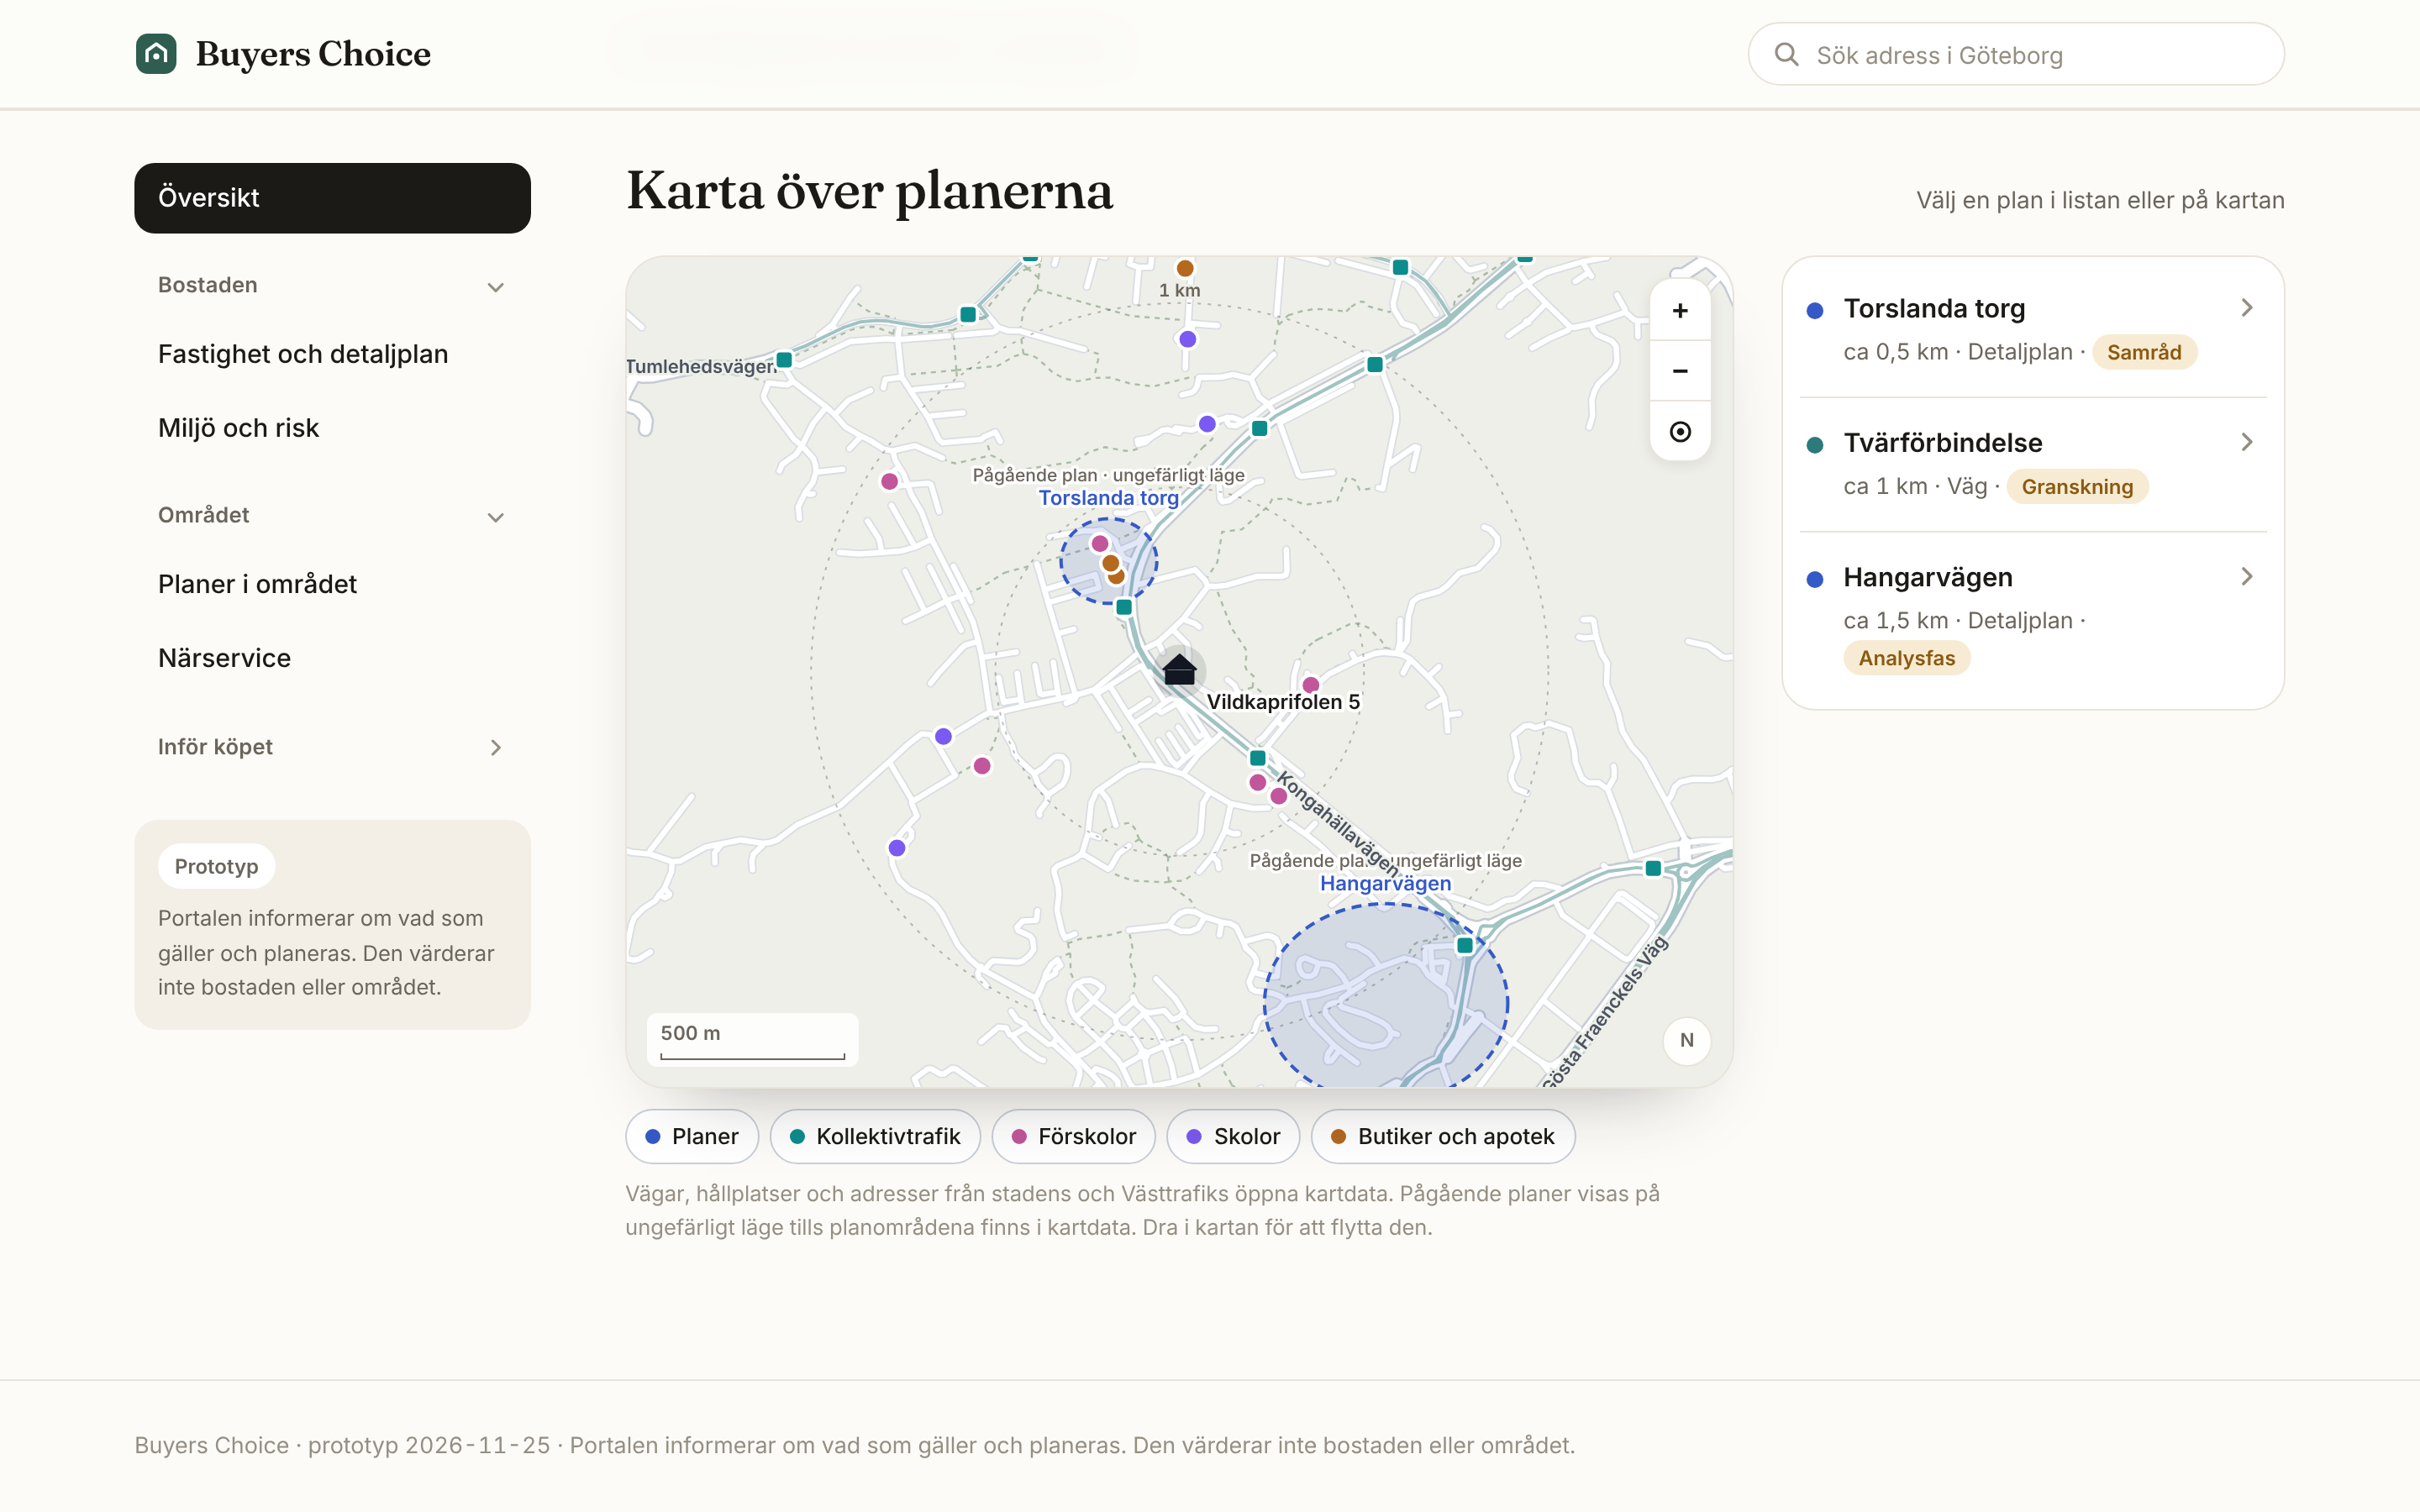 Buyers Choice
Sök adress i Göteborg
Översikt
Bostaden
Fastighet och detaljplan
Miljö och risk
Området
Planer i området
Närservice
Inför köpet
Prototyp
Portalen informerar om vad som
gäller och planeras. Den värderar
inte bostaden eller området.
Karta över planerna
Välj en plan i listan eller på kartan
1 km
Tumlehedsvägen
Pågående plan · ungefärligt läge
Torslanda torg
Vildkaprifolen 5
Kongahällavägen
Pågående plan · ungefärligt läge
Hangarvägen
Gösta Fraenckels Väg
500 m
N
+
−
Torslanda torg
ca 0,5 km · Detaljplan · Samråd
Tvärförbindelse
ca 1 km · Väg · Granskning
Hangarvägen
ca 1,5 km · Detaljplan ·
Analysfas
Planer
Kollektivtrafik
Förskolor
Skolor
Butiker och apotek
Vägar, hållplatser och adresser från stadens och Västtrafiks öppna kartdata. Pågående planer visas på
ungefärligt läge tills planområdena finns i kartdata. Dra i kartan för att flytta den.
Buyers Choice · prototyp 2026-11-25 · Portalen informerar om vad som gäller och planeras. Den värderar inte bostaden eller området.